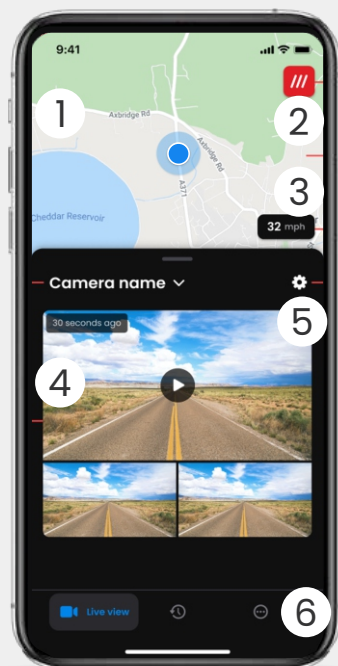 9:41
1
Axbridge Rd
2
Axbridge Rd
A371
3
Cheddar Reservoir
32 mph
Camera name
5
30 seconds ago
4
Live view
6